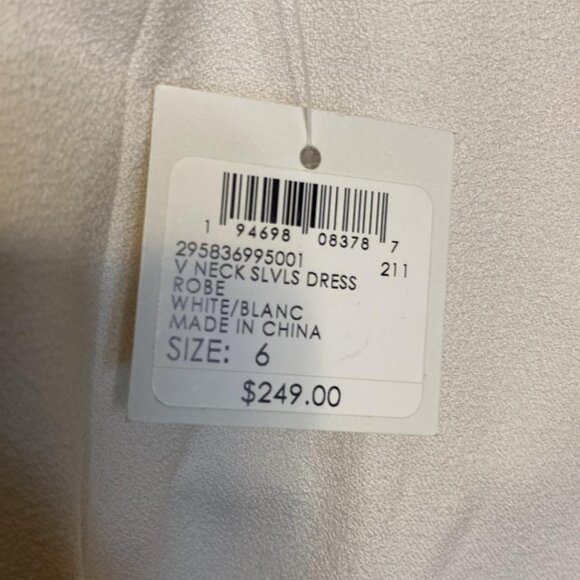 1 94698 08378 7
295836995001 211
V NECK SLVLS DRESS
ROBE
WHITE/BLANC
MADE IN CHINA
SIZE: 6
$249.00